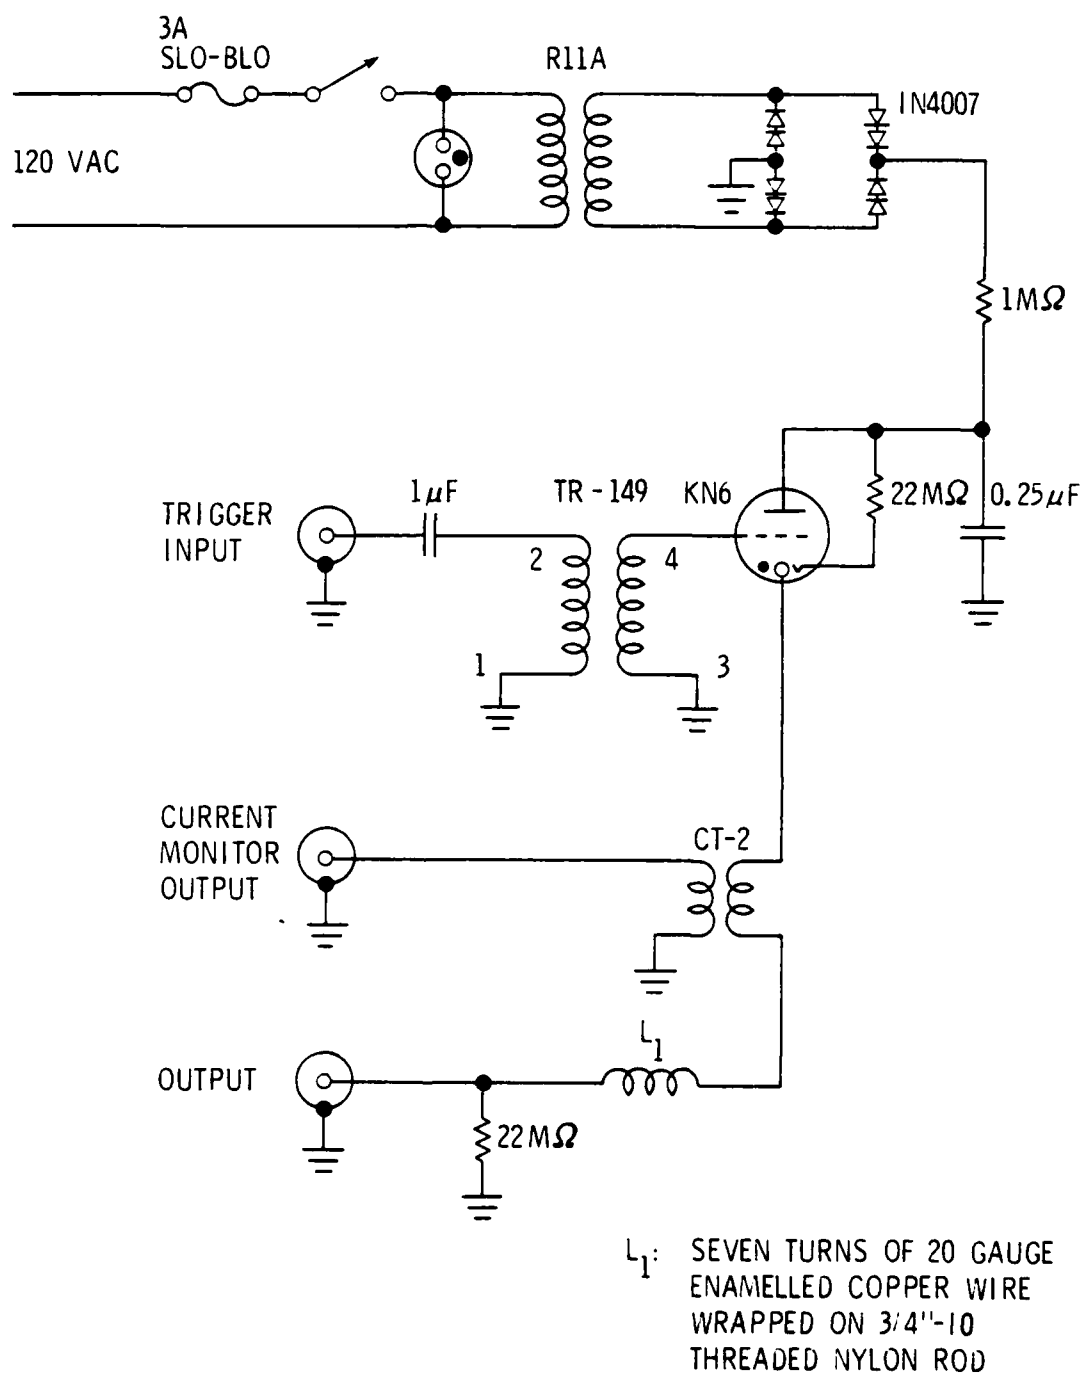 3A
SLO-BLO
R11A
IN4007
120 VAC
1MΩ
1μF
TR-149
KN6
22MΩ
0.25μF
TRIGGER
INPUT
2
4
1
3
CURRENT
MONITOR
OUTPUT
CT-2
L1
OUTPUT
22MΩ
L1: SEVEN TURNS OF 20 GAUGE
ENAMELLED COPPER WIRE
WRAPPED ON 3/4"-10
THREADED NYLON ROD